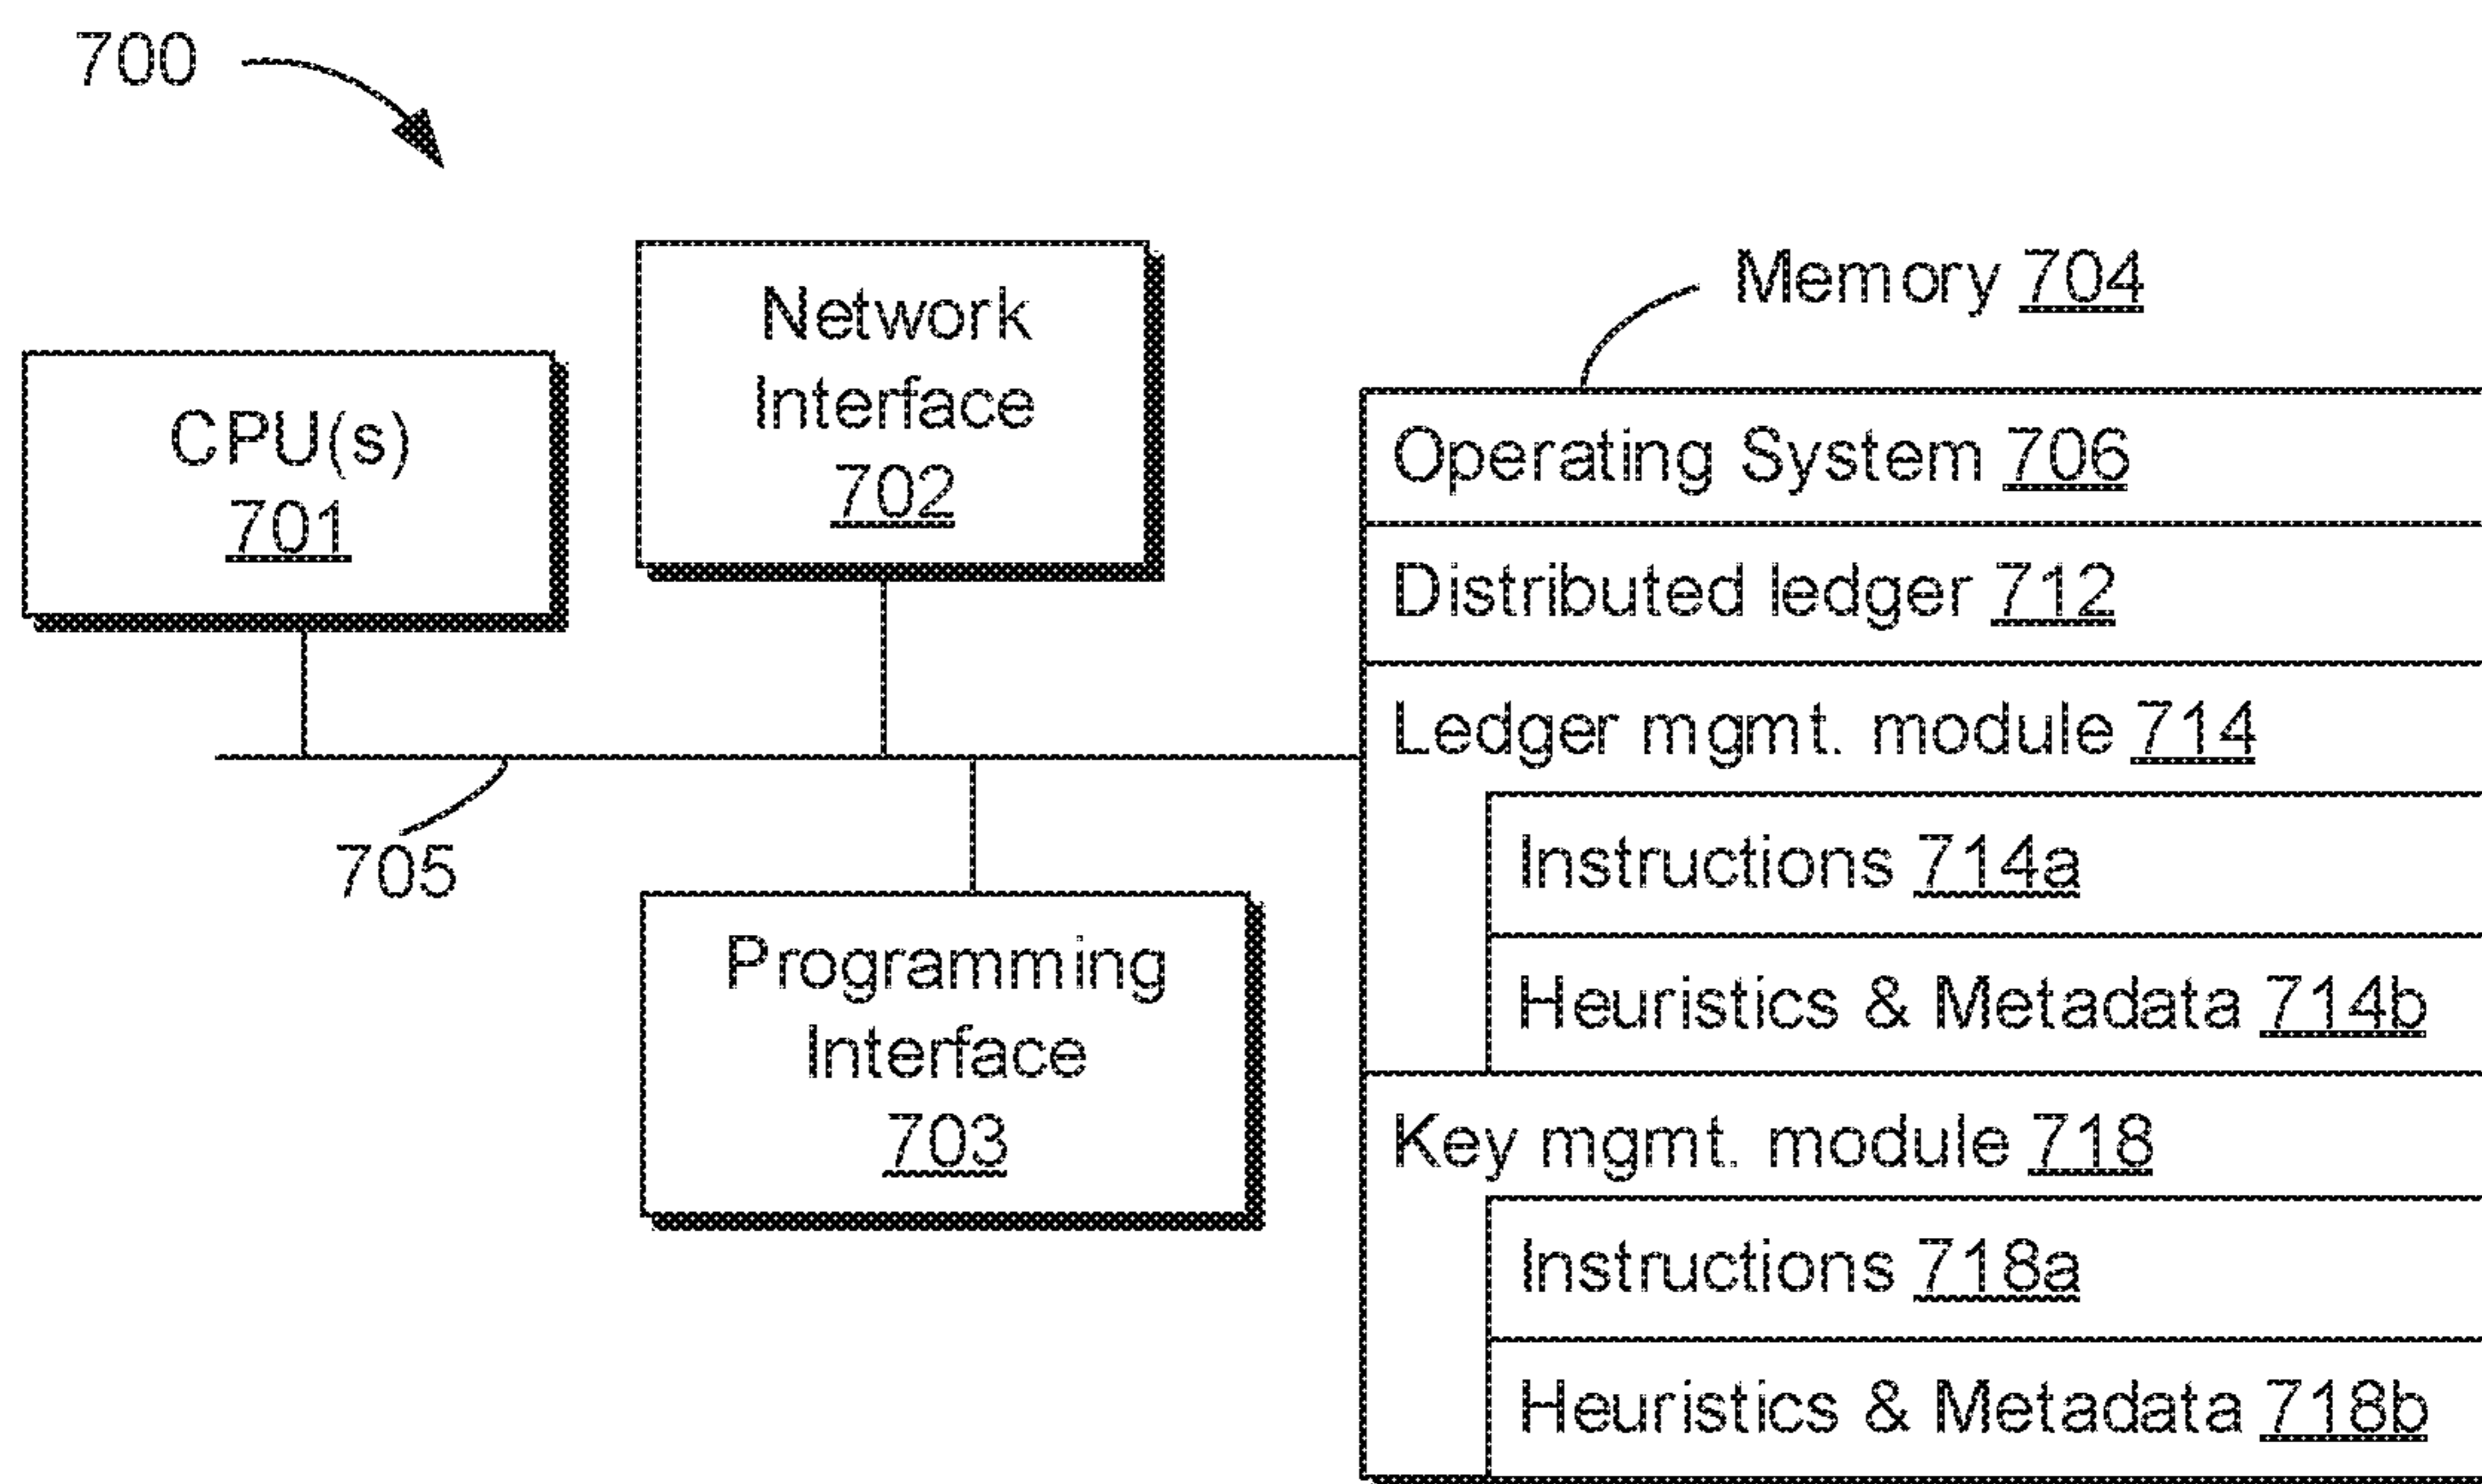 700
CPU(s)
701
Network
Interface
702
705
Programming
Interface
703
Memory 704
Operating System 706
Distributed ledger 712
Ledger mgmt. module 714
Instructions 714a
Heuristics & Metadata 714b
Key mgmt. module 718
Instructions 718a
Heuristics & Metadata 718b